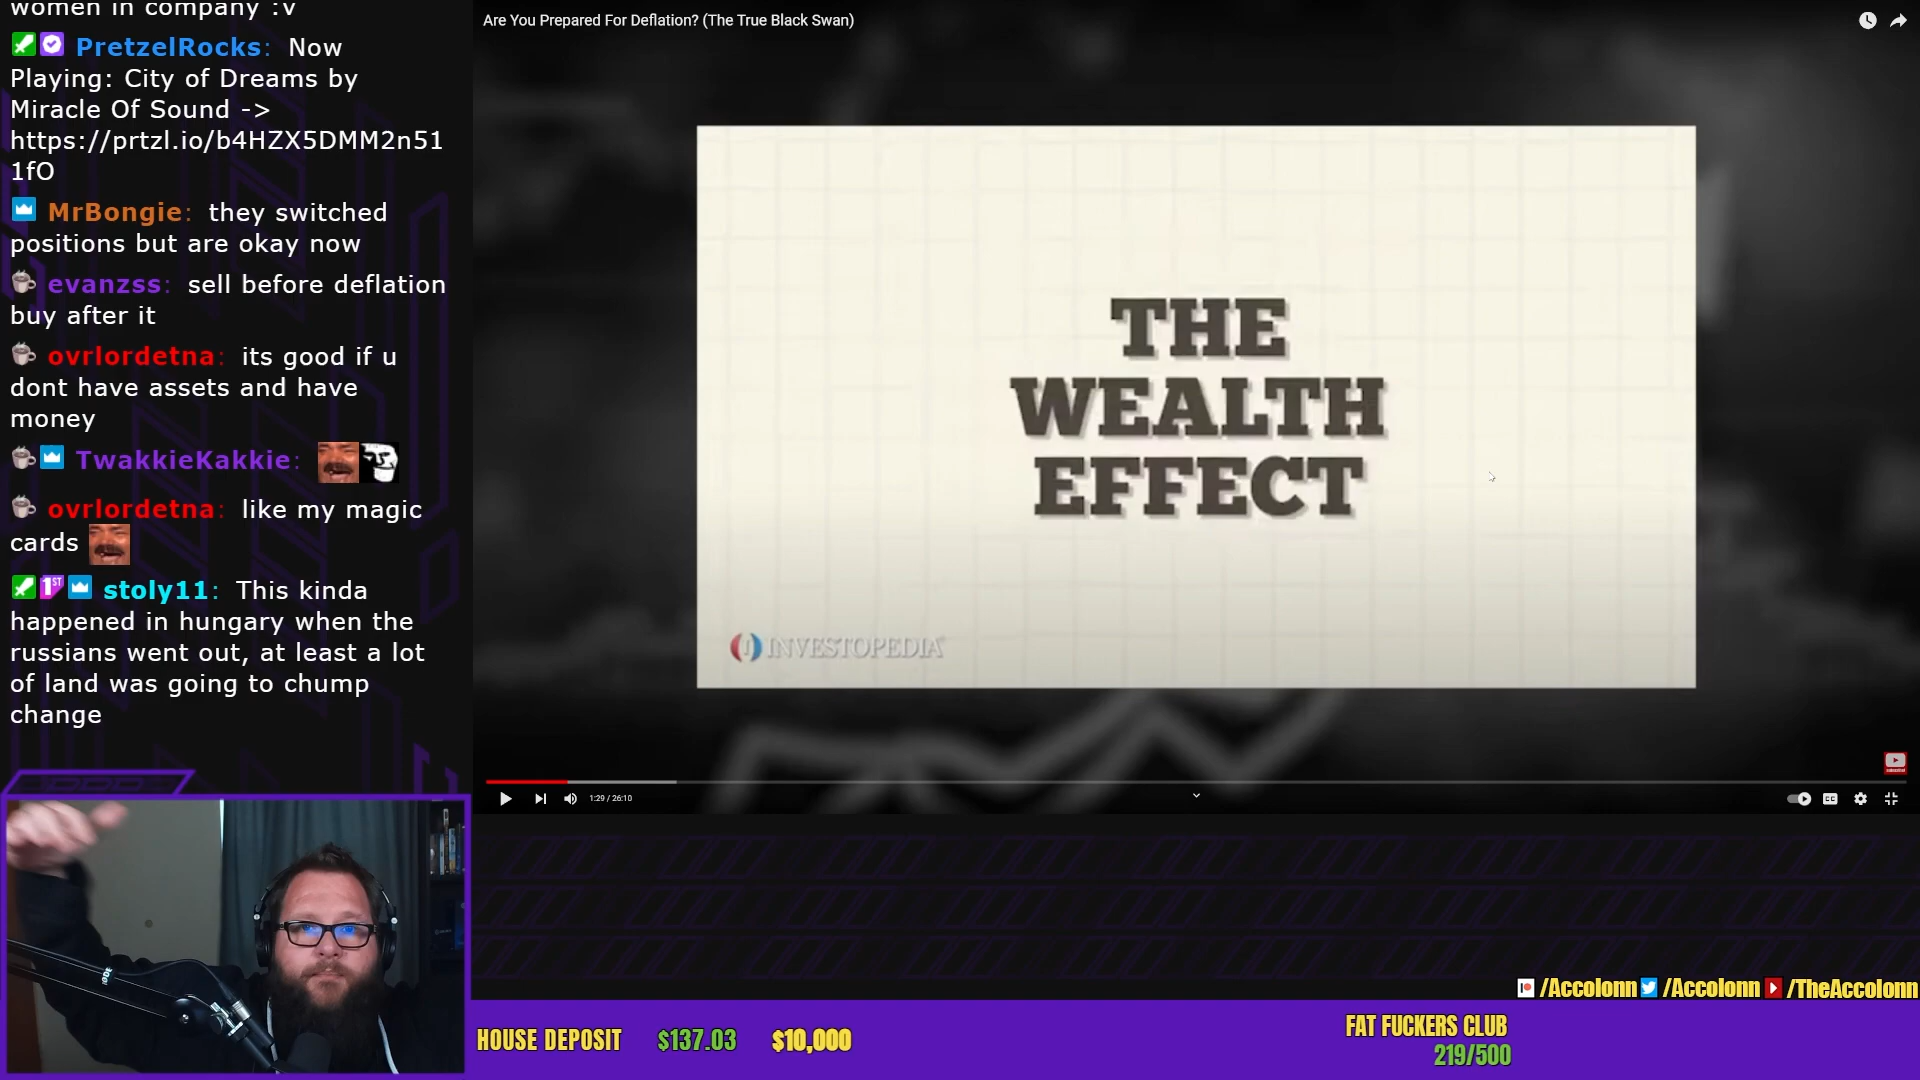 women in company :v
PretzelRocks: Now
Playing: City of Dreams by
Miracle Of Sound ->
https://prtzl.io/b4HZX5DMM2n51
1fO
MrBongie: they switched
positions but are okay now
evanzss: sell before deflation
buy after it
ovrlordetna: its good if u
dont have assets and have
money
TwakkieKakkie:
ovrlordetna: like my magic
cards
1ST stoly11: This kinda
happened in hungary when the
russians went out, at least a lot
of land was going to chump
change
Are You Prepared For Deflation? (The True Black Swan)
THE
WEALTH
EFFECT
INVESTOPEDIA
1:29 / 26:10
CC
RODE
/Accolonn /Accolonn /TheAccolonn
HOUSE DEPOSIT $137.03 $10,000
FAT FUCKERS CLUB
219/500